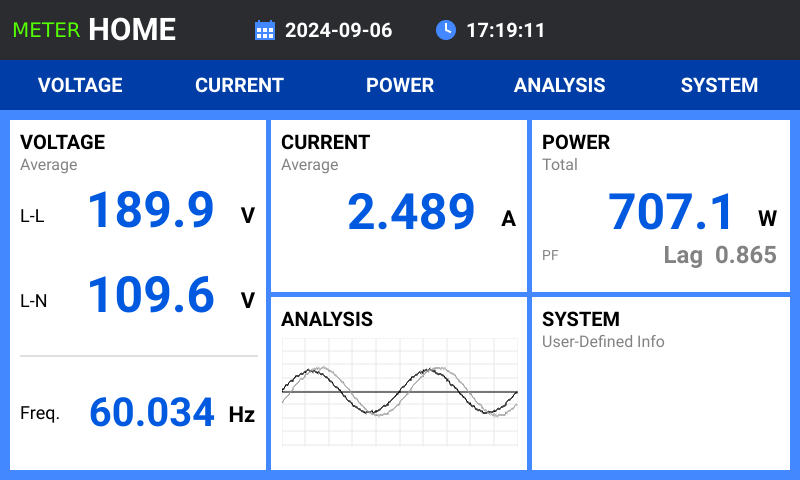 METER HOME 2024-09-06 17:19:11
VOLTAGE CURRENT POWER ANALYSIS SYSTEM
VOLTAGE
Average
L-L 189.9 V
L-N 109.6 V
Freq. 60.034 Hz
CURRENT
Average
2.489 A
POWER
Total
707.1 W
PF Lag 0.865
ANALYSIS
SYSTEM
User-Defined Info